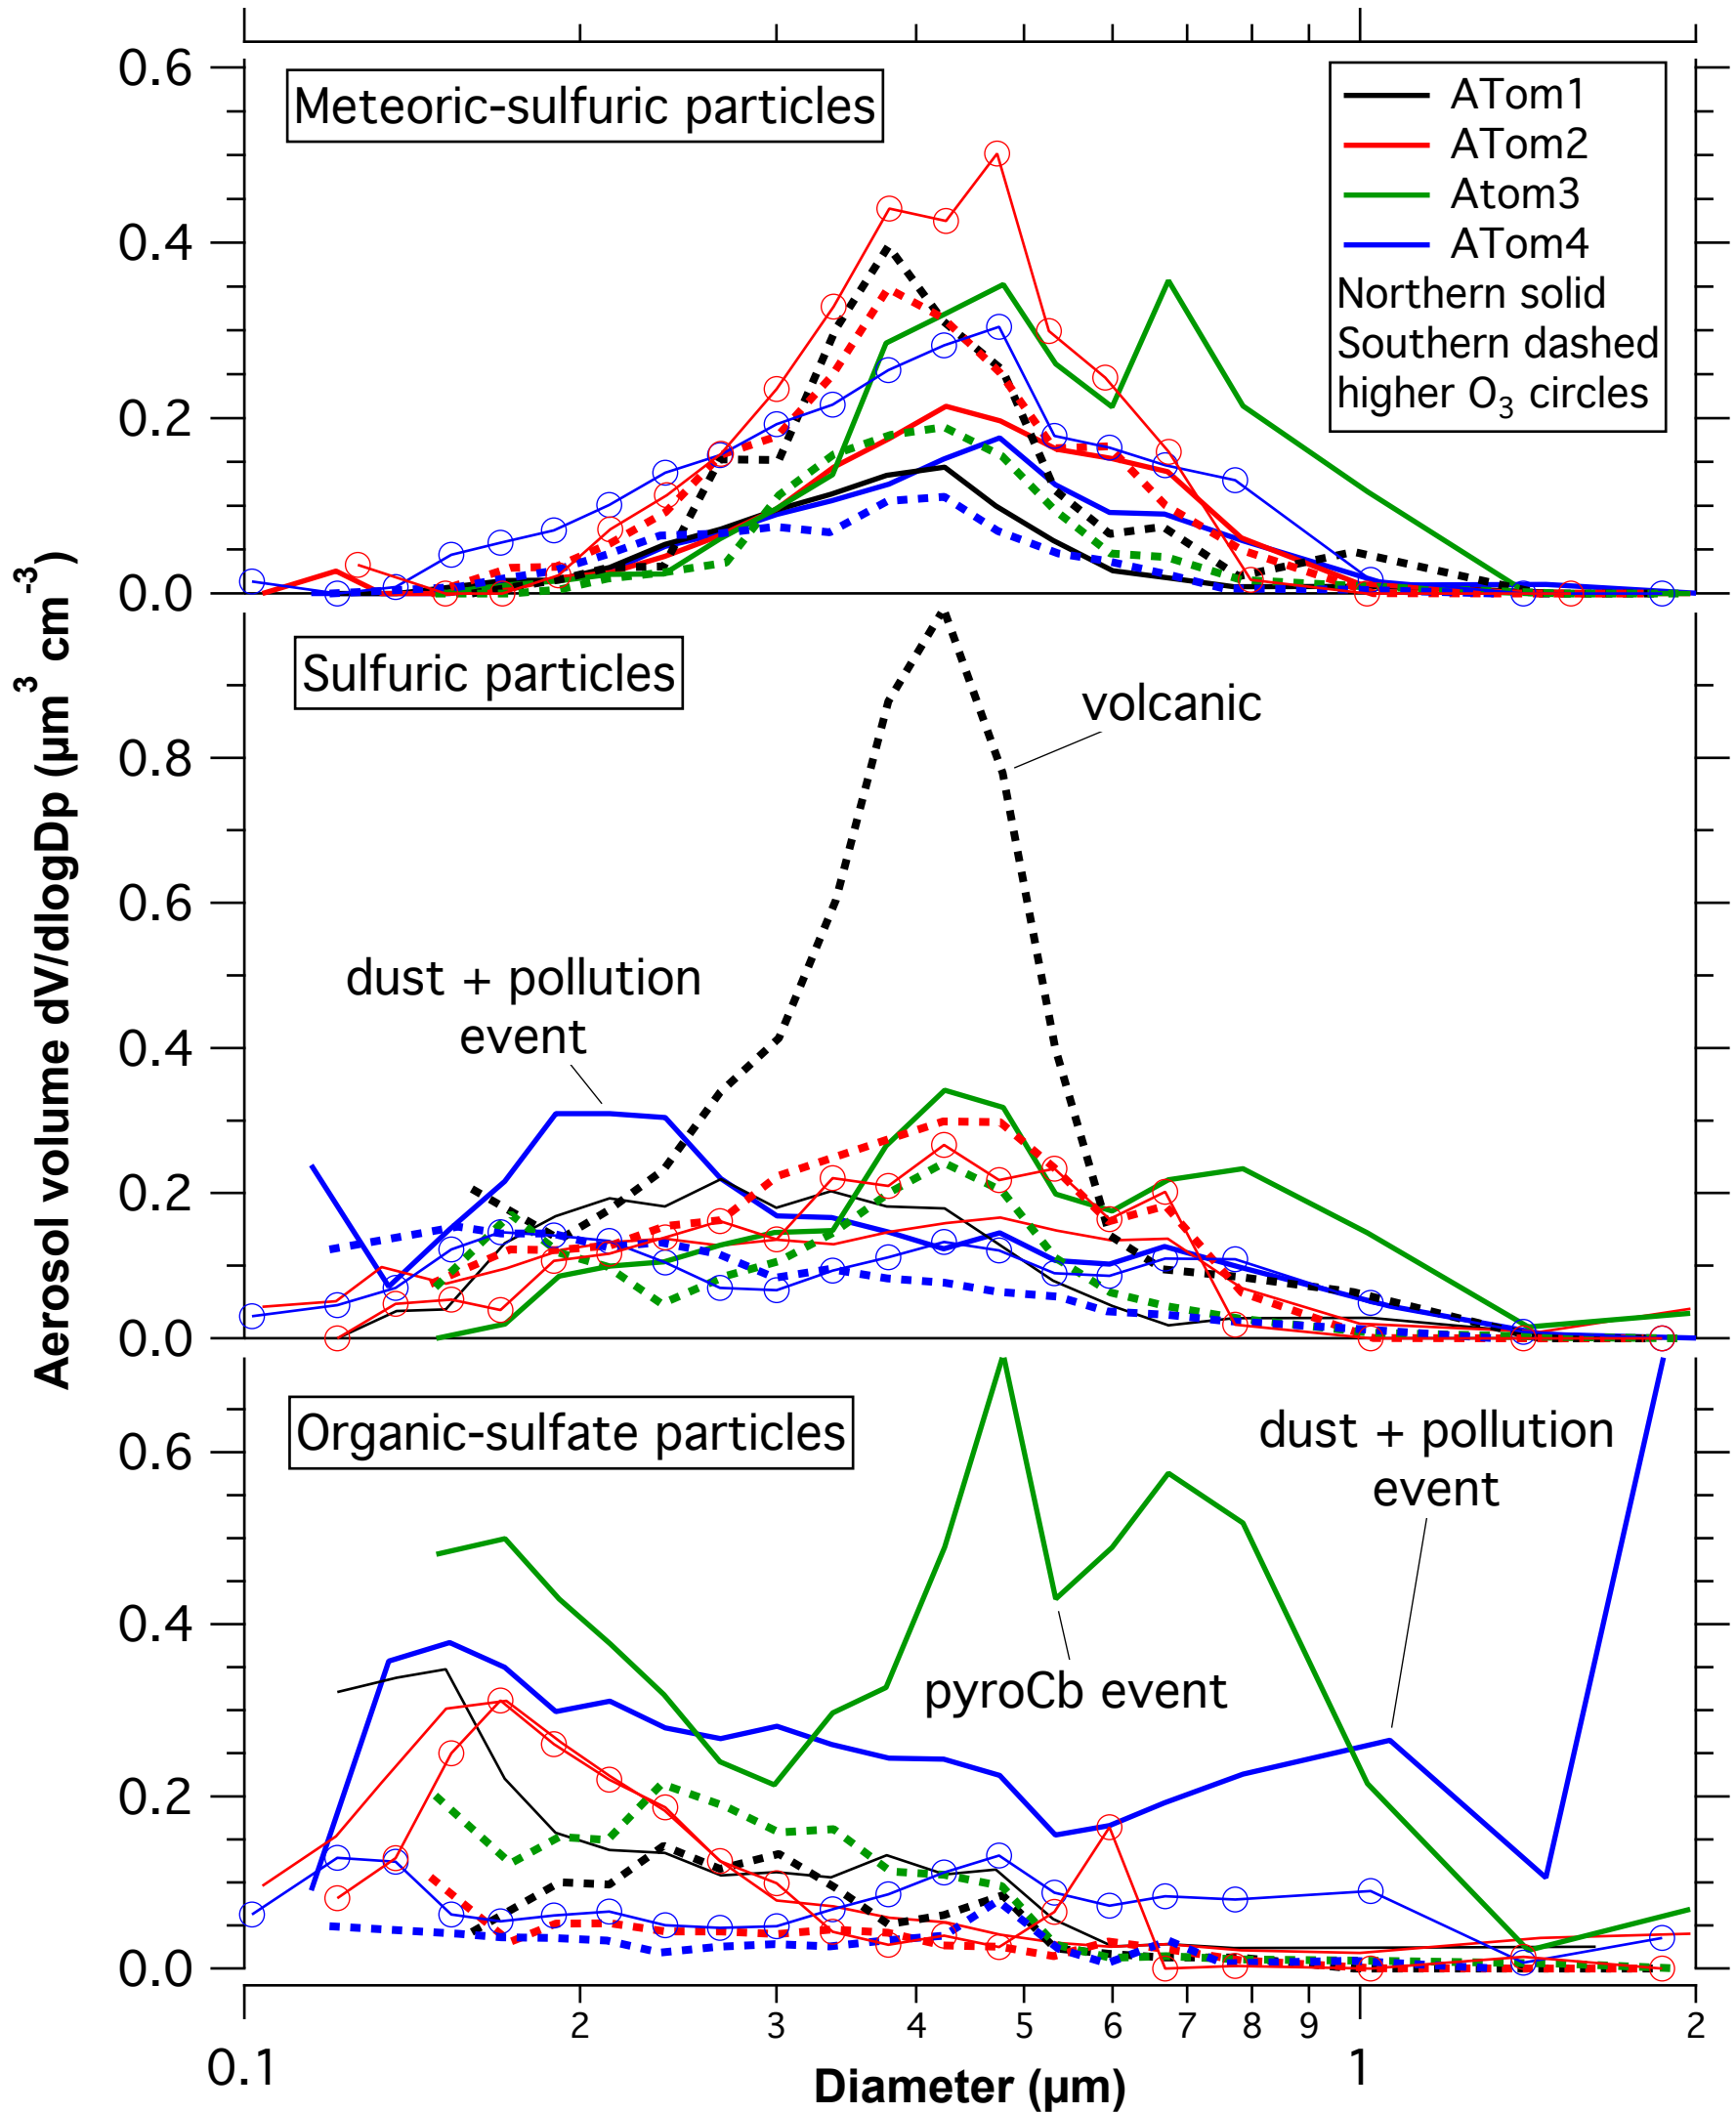 0.6
0.4
0.2
0.0
Meteoric-sulfuric particles
ATom1
ATom2
Atom3
ATom4
Northern solid
Southern dashed
higher O₃ circles
Aerosol volume dV/dlogDp (µm³ cm⁻³)
Sulfuric particles
volcanic
0.8
0.6
0.4
0.2
0.0
dust + pollution
event
Organic-sulfate particles
dust + pollution
event
pyroCb event
0.6
0.4
0.2
0.0
2 3 4 5 6 7 8 9 2
0.1 1
Diameter (µm)